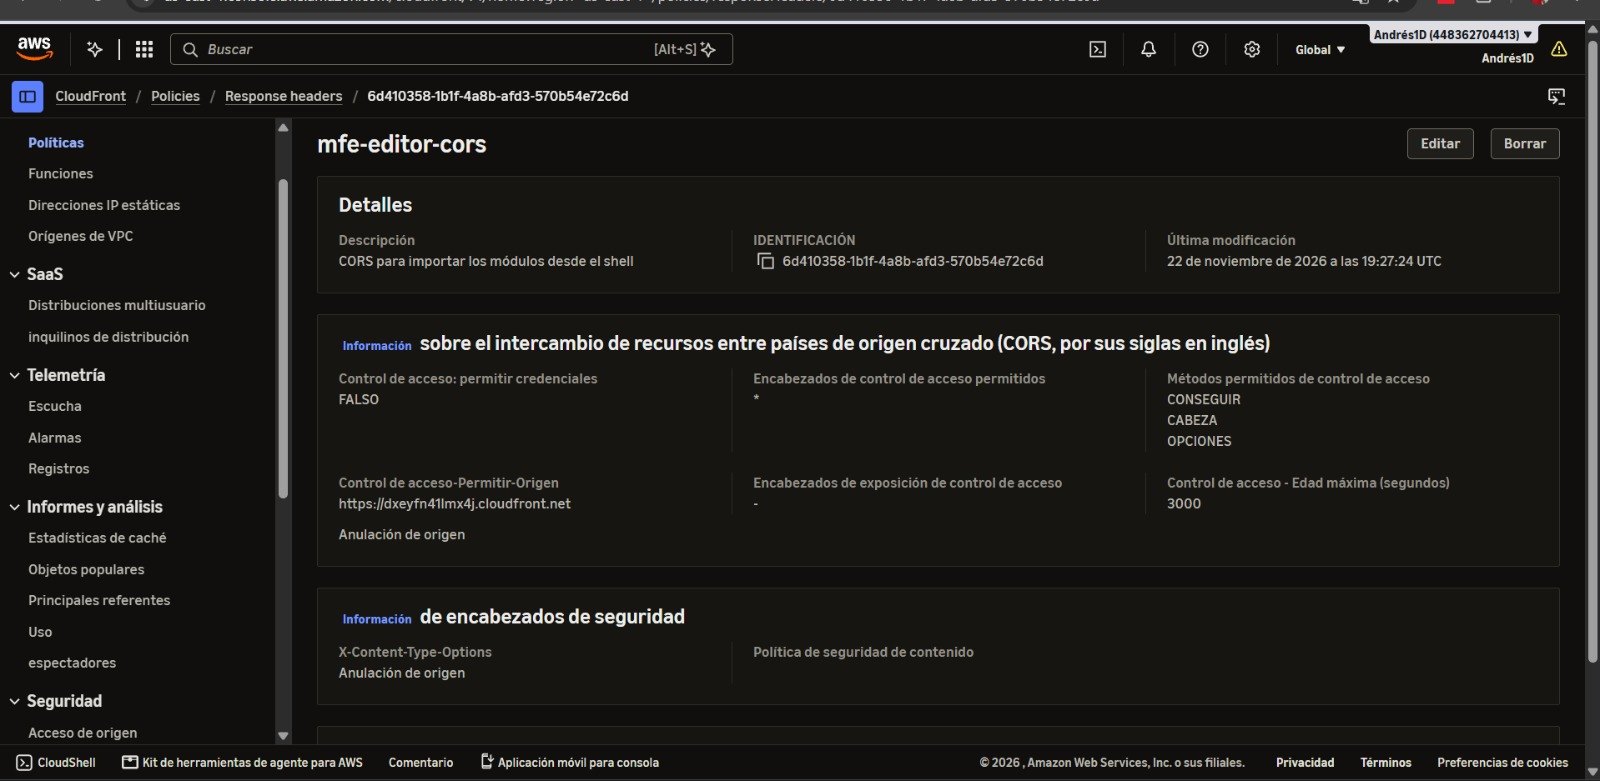 aws
Buscar
[Alt+S]
Global
Andrés1D (448362704413)
Andrés1D
CloudFront / Policies / Response headers / 6d410358-1b1f-4a8b-afd3-570b54e72c6d
Políticas
Funciones
Direcciones IP estáticas
Orígenes de VPC
SaaS
Distribuciones multiusuario
inquilinos de distribución
Telemetría
Escucha
Alarmas
Registros
Informes y análisis
Estadísticas de caché
Objetos populares
Principales referentes
Uso
espectadores
Seguridad
Acceso de origen
mfe-editor-cors
Editar
Borrar
Detalles
Descripción
CORS para importar los módulos desde el shell
IDENTIFICACIÓN
6d410358-1b1f-4a8b-afd3-570b54e72c6d
Última modificación
22 de noviembre de 2026 a las 19:27:24 UTC
Información sobre el intercambio de recursos entre países de origen cruzado (CORS, por sus siglas en inglés)
Control de acceso: permitir credenciales
FALSO
Encabezados de control de acceso permitidos
*
Métodos permitidos de control de acceso
CONSEGUIR
CABEZA
OPCIONES
Control de acceso-Permitir-Origen
https://dxeyfn41lmx4j.cloudfront.net
Anulación de origen
Encabezados de exposición de control de acceso
-
Control de acceso - Edad máxima (segundos)
3000
Información de encabezados de seguridad
X-Content-Type-Options
Anulación de origen
Política de seguridad de contenido
CloudShell
Kit de herramientas de agente para AWS
Comentario
Aplicación móvil para consola
© 2026 , Amazon Web Services, Inc. o sus filiales.
Privacidad
Términos
Preferencias de cookies